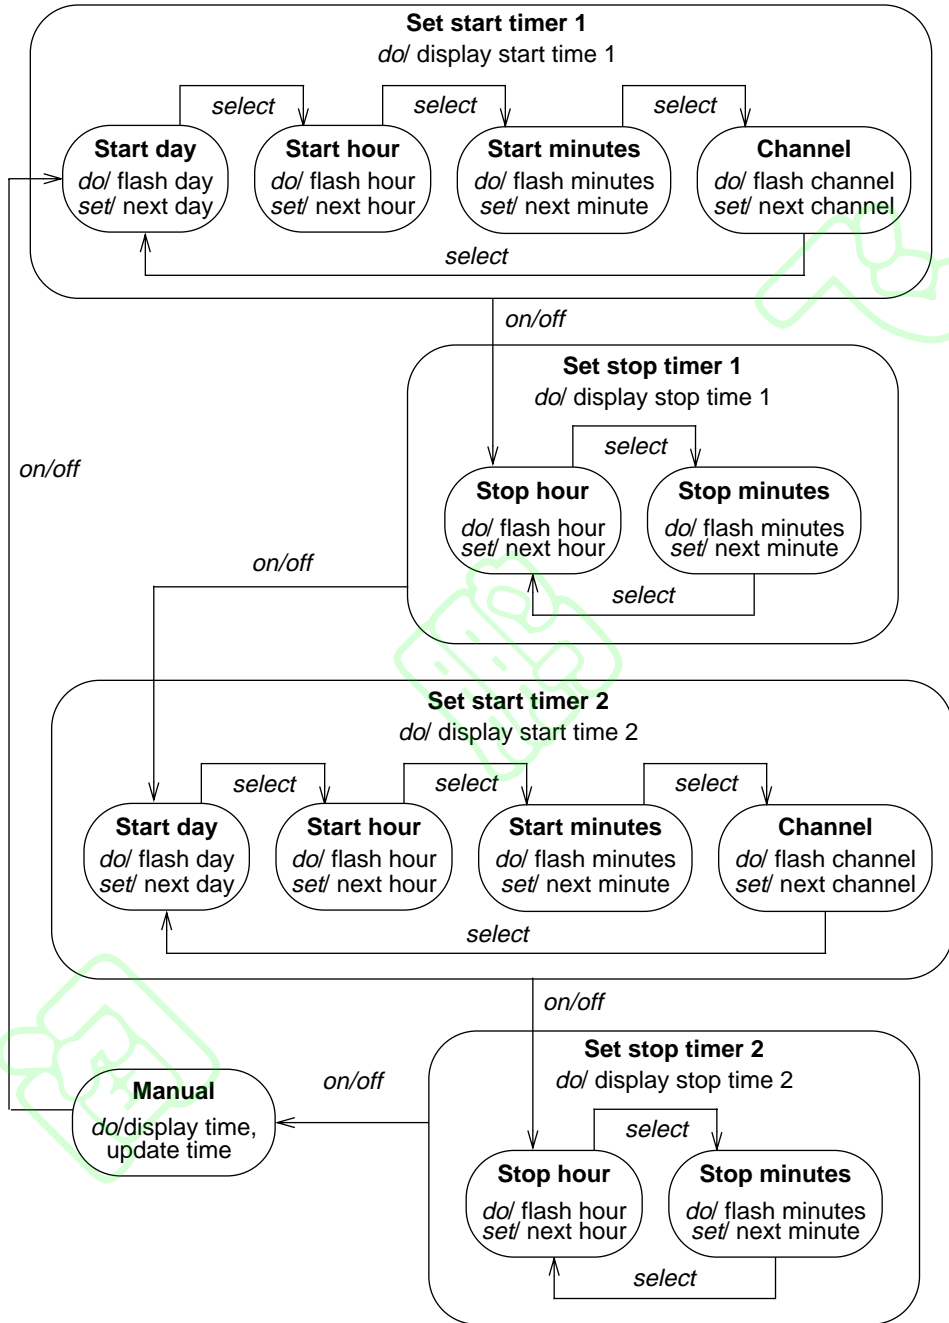 Set start timer 1
do/ display start time 1
select
select
select
Start day
do/ flash day
set/ next day
Start hour
do/ flash hour
set/ next hour
Start minutes
do/ flash minutes
set/ next minute
Channel
do/ flash channel
set/ next channel
select
on/off
Set stop timer 1
do/ display stop time 1
select
on/off
Stop hour
do/ flash hour
set/ next hour
Stop minutes
do/ flash minutes
set/ next minute
select
on/off
Set start timer 2
do/ display start time 2
select
select
select
Start day
do/ flash day
set/ next day
Start hour
do/ flash hour
set/ next hour
Start minutes
do/ flash minutes
set/ next minute
Channel
do/ flash channel
set/ next channel
select
on/off
Set stop timer 2
do/ display stop time 2
on/off
Manual
do/display time,
update time
select
Stop hour
do/ flash hour
set/ next hour
Stop minutes
do/ flash minutes
set/ next minute
select